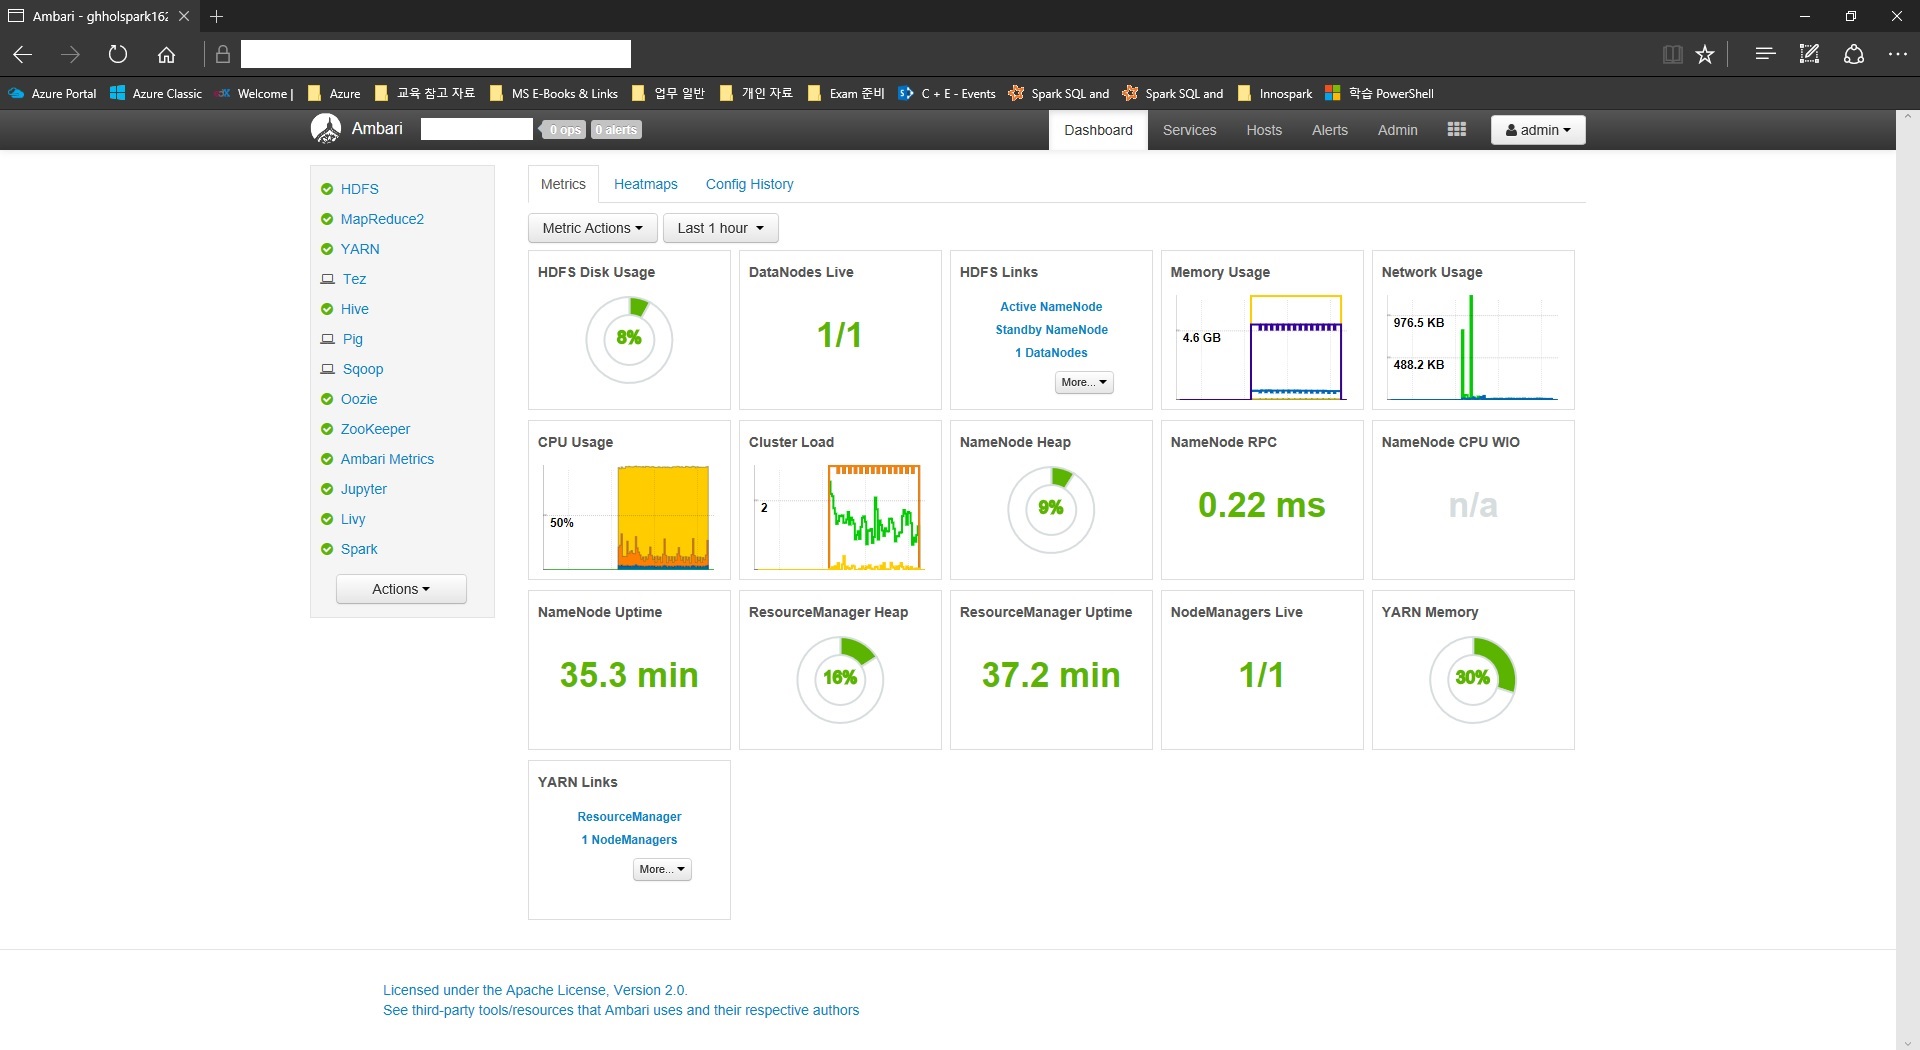 Ambari - ghholspark162
Azure Portal Azure Classic Welcome | Azure 교육 참고 자료 MS E-Books & Links 업무 일반 개인 자료 Exam 준비 C + E - Events Spark SQL and Spark SQL and Innospark 학습 PowerShell
Ambari 0 ops 0 alerts Dashboard Services Hosts Alerts Admin admin
HDFS
MapReduce2
YARN
Tez
Hive
Pig
Sqoop
Oozie
ZooKeeper
Ambari Metrics
Jupyter
Livy
Spark
Actions
Metrics Heatmaps Config History
Metric Actions Last 1 hour
HDFS Disk Usage
8%
DataNodes Live
1/1
HDFS Links
Active NameNode
Standby NameNode
1 DataNodes
More...
Memory Usage
4.6 GB
Network Usage
976.5 KB
488.2 KB
CPU Usage
50%
Cluster Load
2
NameNode Heap
9%
NameNode RPC
0.22 ms
NameNode CPU WIO
n/a
NameNode Uptime
35.3 min
ResourceManager Heap
16%
ResourceManager Uptime
37.2 min
NodeManagers Live
1/1
YARN Memory
30%
YARN Links
ResourceManager
1 NodeManagers
More...
Licensed under the Apache License, Version 2.0.
See third-party tools/resources that Ambari uses and their respective authors